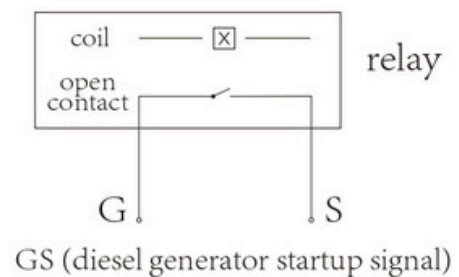 coil
X
relay
open
contact
G
S
GS (diesel generator startup signal)